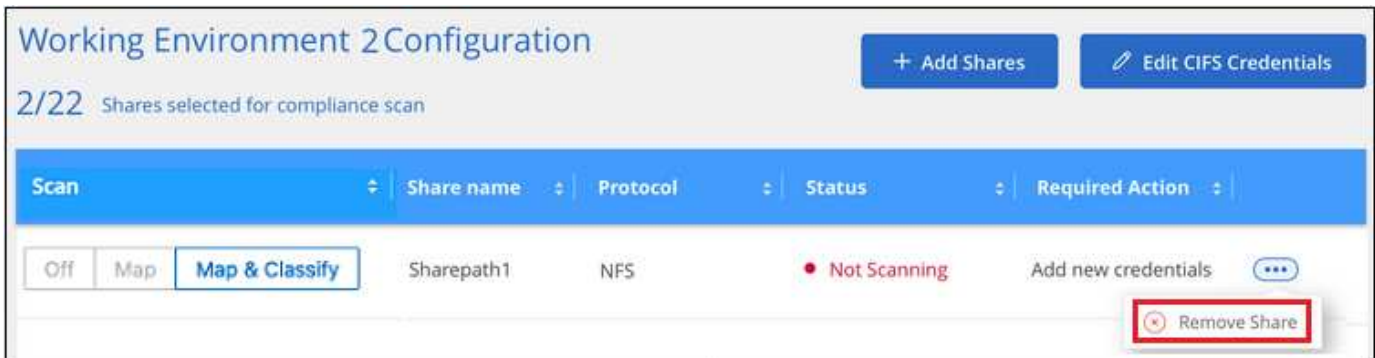 Working Environment 2 Configuration
+ Add Shares
Edit CIFS Credentials
2/22 Shares selected for compliance scan
Scan Share name Protocol Status Required Action
Off Map Map & Classify Sharepath1 NFS Not Scanning Add new credentials
Remove Share